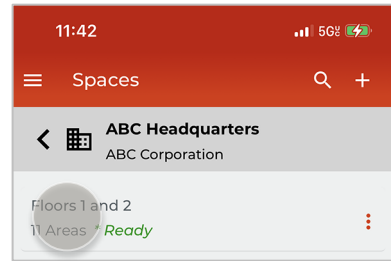 11:42 5G
Spaces
ABC Headquarters
ABC Corporation
Floors 1 and 2
11 Areas * Ready